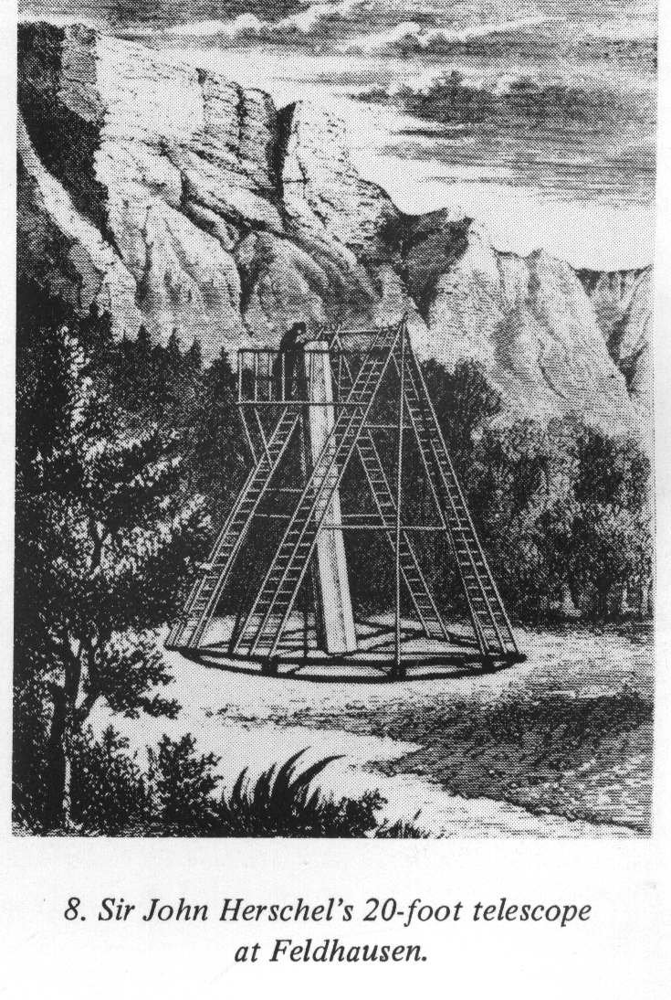 8. Sir John Herschel's 20-foot telescope
at Feldhausen.